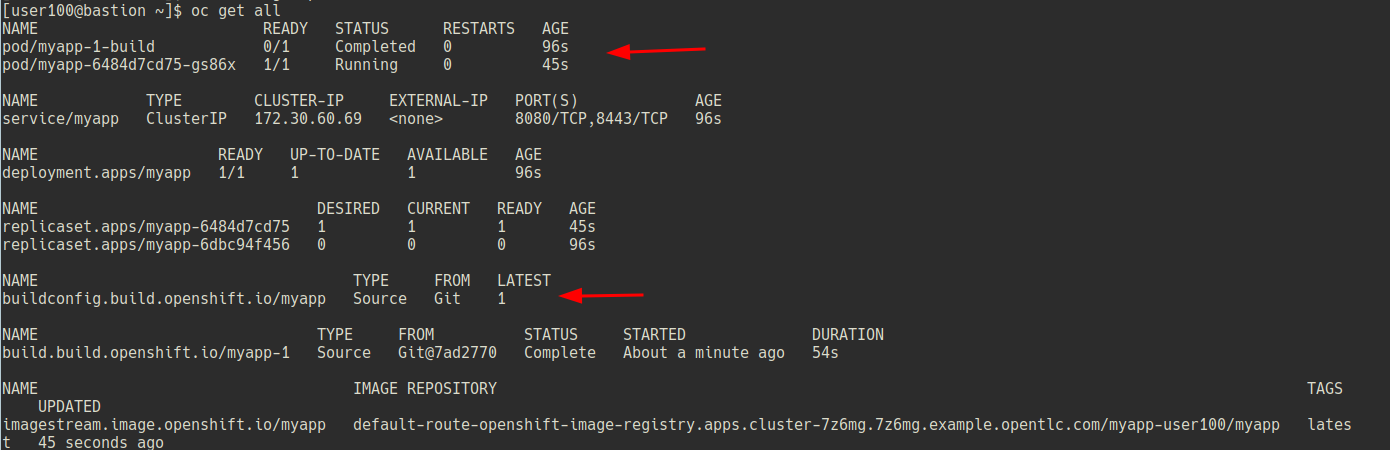 [user100@bastion ~]$ oc get all
NAME                         READY   STATUS      RESTARTS   AGE
pod/myapp-1-build            0/1     Completed   0          96s
pod/myapp-6484d7cd75-gs86x   1/1     Running     0          45s
NAME            TYPE        CLUSTER-IP     EXTERNAL-IP   PORT(S)             AGE
service/myapp   ClusterIP   172.30.60.69   <none>        8080/TCP,8443/TCP   96s
NAME                    READY   UP-TO-DATE   AVAILABLE   AGE
deployment.apps/myapp   1/1     1            1           96s
NAME                               DESIRED   CURRENT   READY   AGE
replicaset.apps/myapp-6484d7cd75   1         1         1       45s
replicaset.apps/myapp-6dbc94f456   0         0         0       96s
NAME                                   TYPE     FROM   LATEST
buildconfig.build.openshift.io/myapp   Source   Git    1
NAME                               TYPE     FROM          STATUS     STARTED              DURATION
build.build.openshift.io/myapp-1   Source   Git@7ad2770   Complete   About a minute ago   54s
NAME                                   IMAGE REPOSITORY                                                                                          TAGS
    UPDATED
imagestream.image.openshift.io/myapp   default-route-openshift-image-registry.apps.cluster-7z6mg.7z6mg.example.opentlc.com/myapp-user100/myapp   lates
t   45 seconds ago